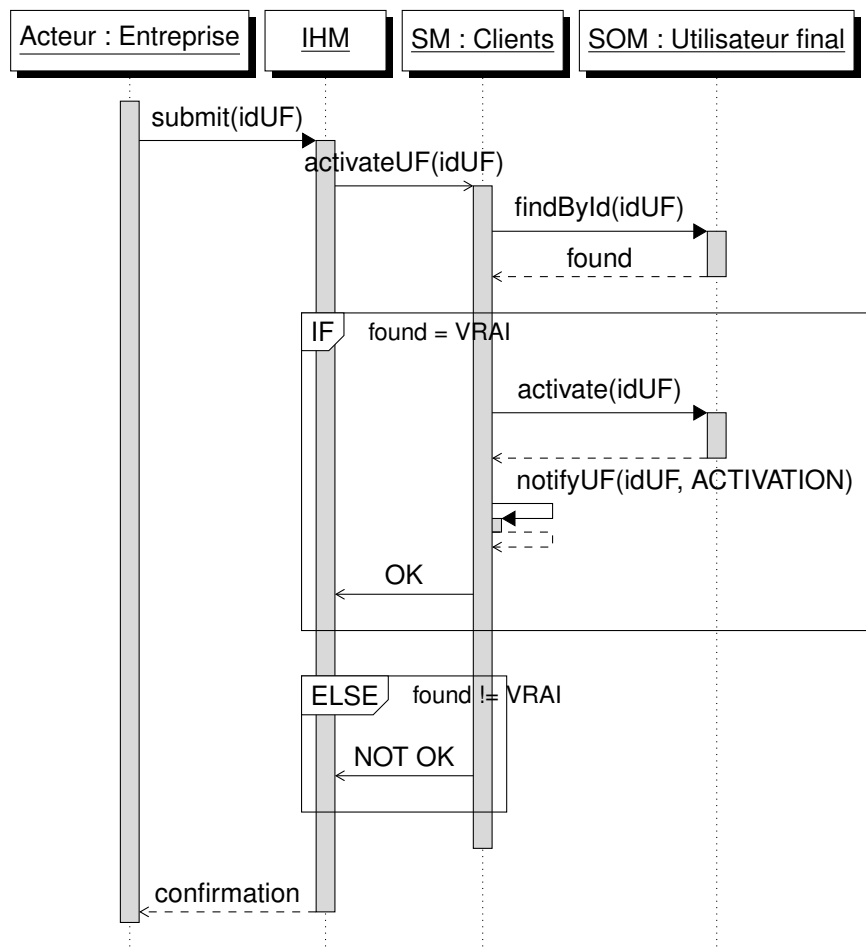 Acteur : Entreprise
IHM
SM : Clients
SOM : Utilisateur final
submit(idUF)
activateUF(idUF)
findById(idUF)
found
IF
found = VRAI
activate(idUF)
notifyUF(idUF, ACTIVATION)
OK
ELSE
found != VRAI
NOT OK
confirmation